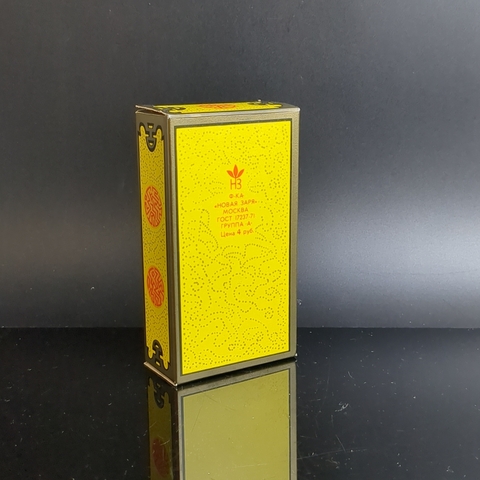 НЗ
Ф-КА
«НОВАЯ ЗАРЯ»
МОСКВА
ГОСТ 17237-71
ГРУППА А
Цена 4 руб.